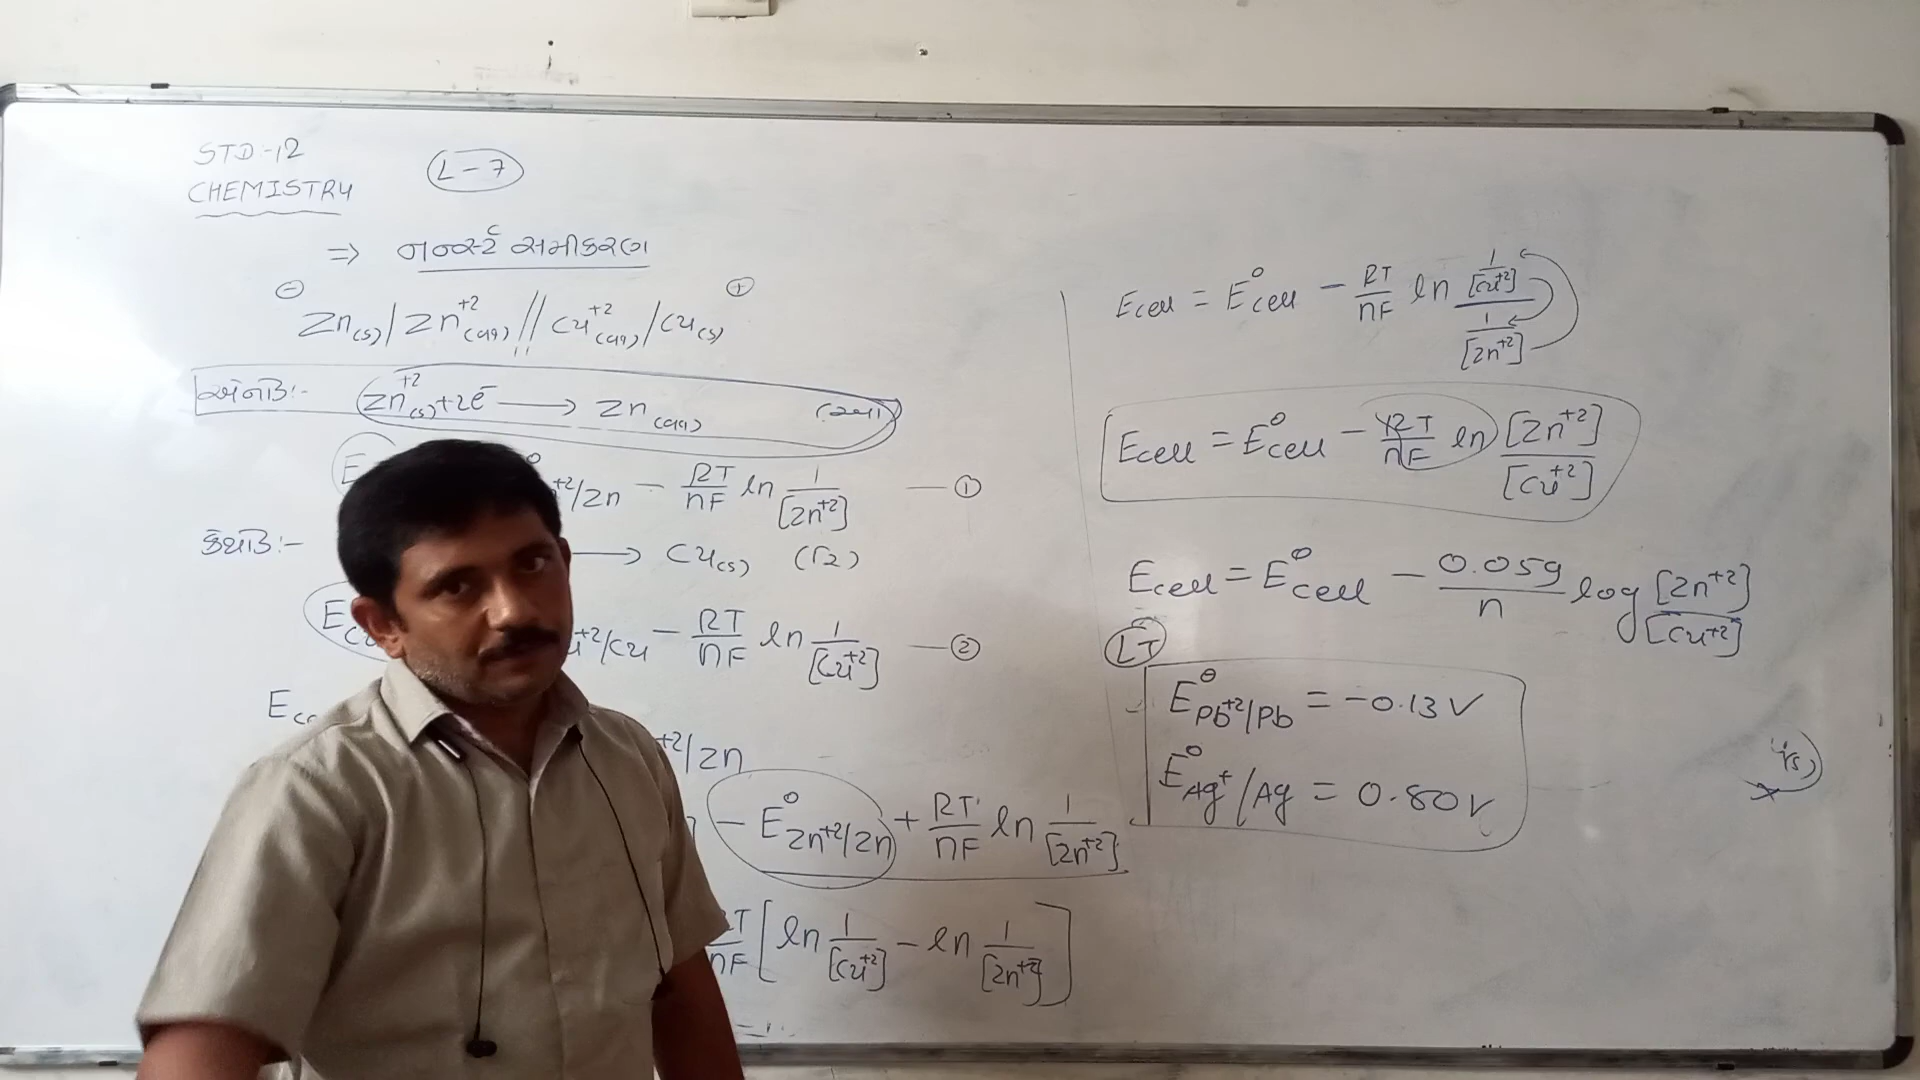 STD:-12
CHEMISTRY
L-7
⇒ નર્ન્સ્ટ સમીકરણ
⊖ ⊕
Zn(s) / Zn+2(aq) // Cu+2(aq) / Cu(s)
એનોડ:- Zn+2(s) + 2e- → Zn(aq)
E +2/Zn - RT/nF ln 1/[Zn+2] — ①
કેથોડ:- → Cu(s)
E +2/Cu - RT/nF ln 1/[Cu+2] — ②
E +2/Zn
- E⊖Zn+2/Zn + RT/nF ln 1/[Zn+2]
RT/nF [ln 1/[Cu+2] - ln 1/[Zn+2]]
Ecell = E⊖cell - RT/nF ln 1/[Cu+2] / 1/[Zn+2]
Ecell = E⊖cell - RT/nF ln [Zn+2]/[Cu+2]
Ecell = E⊖cell - 0.059/n log [Zn+2]/[Cu+2]
E⊖Pb+2/Pb = -0.13 V
E⊖Ag+/Ag = 0.80 V